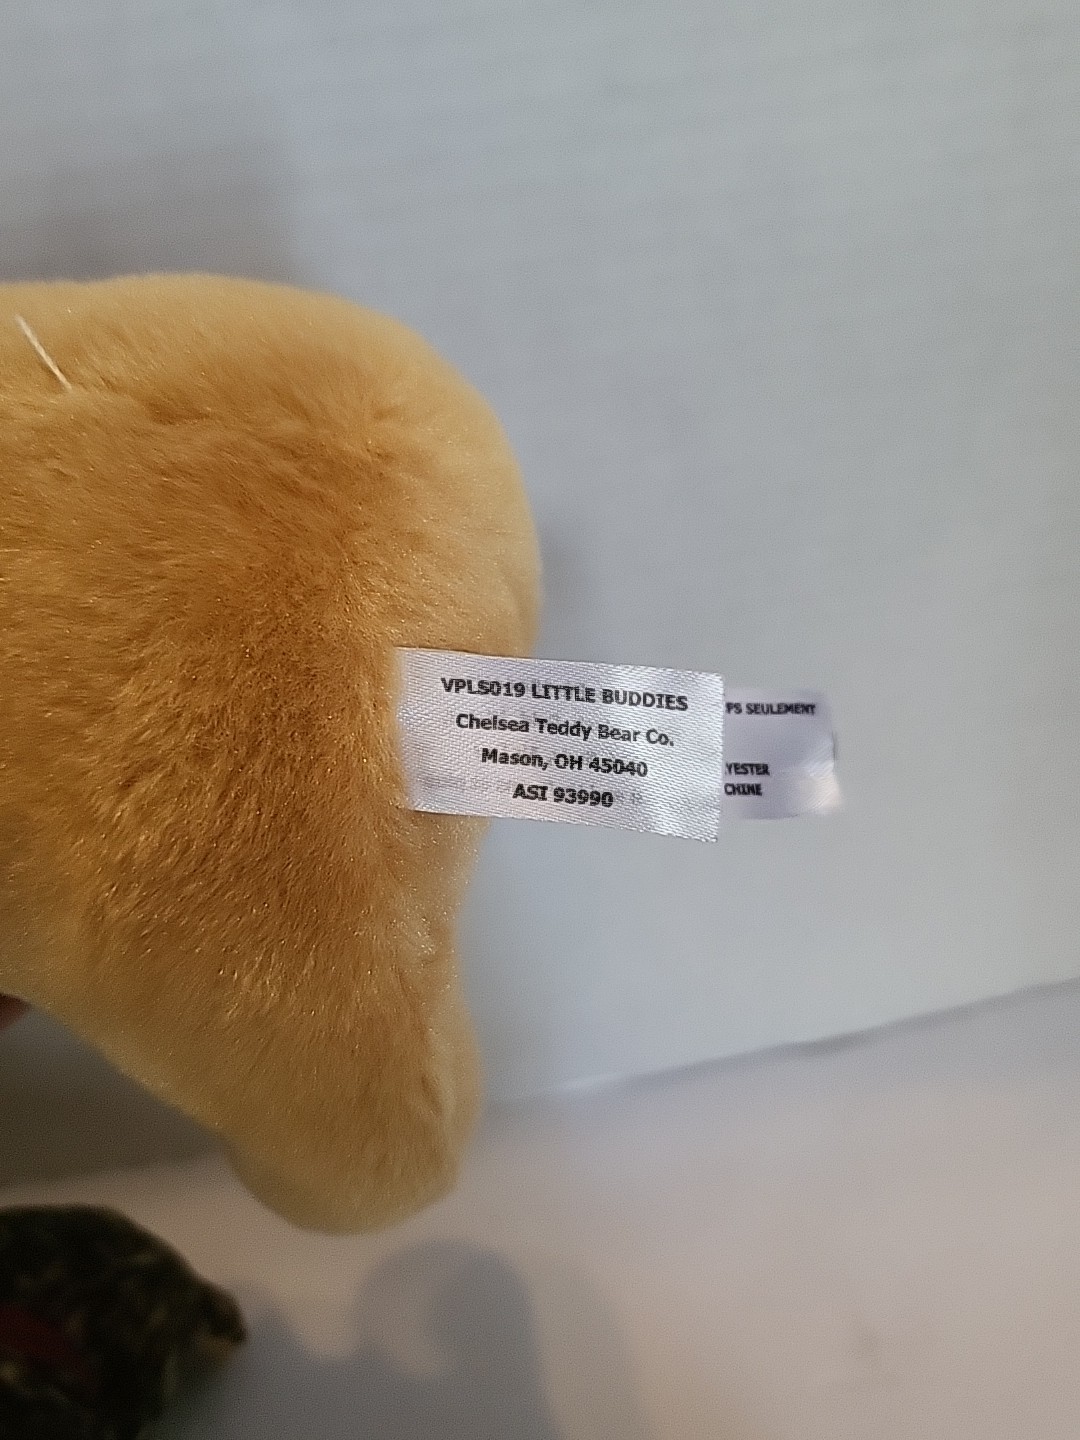 VPLS019 LITTLE BUDDIES
Chelsea Teddy Bear Co.
Mason, OH 45040
ASI 93990
PS SEULEMENT
YESTER
CHINE